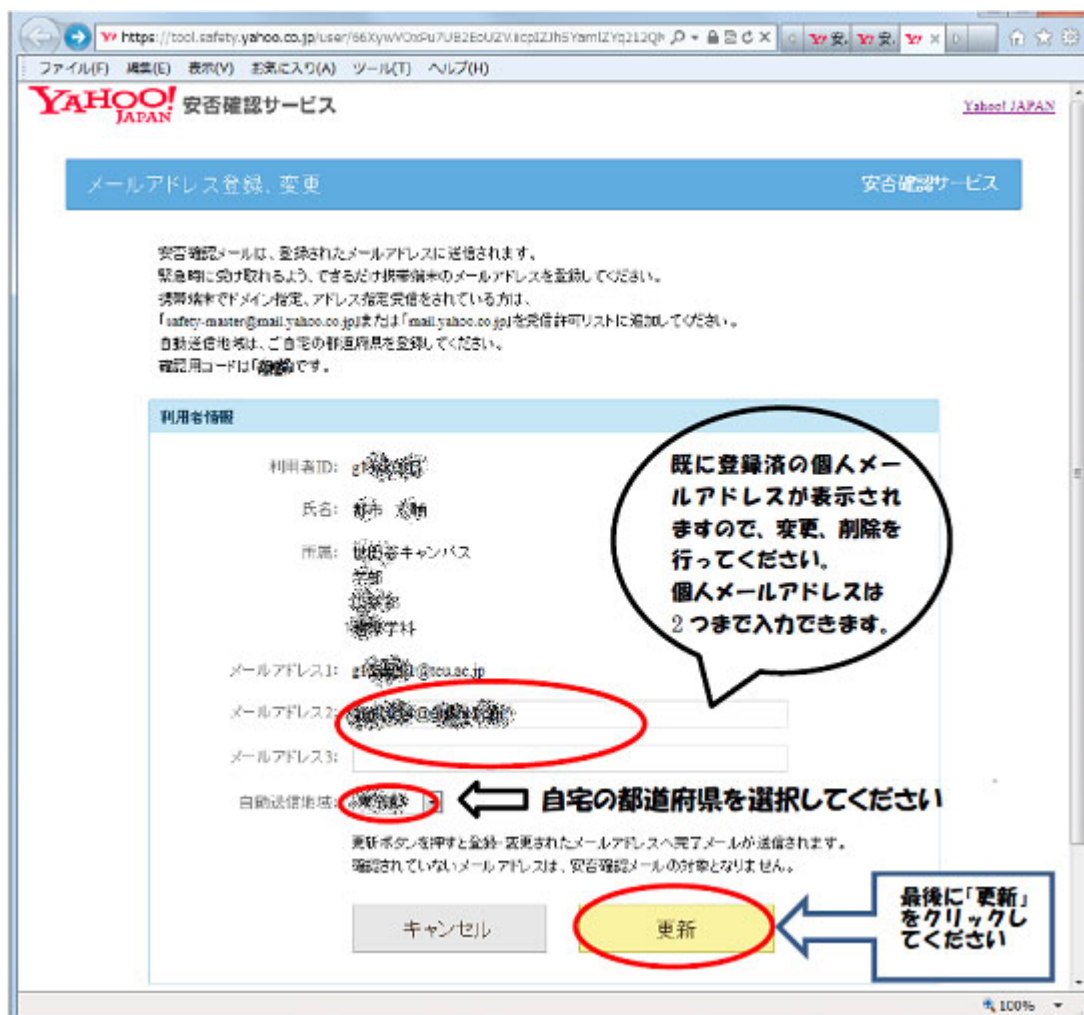 https://tool.safety.yahoo.co.jp/user/
安.
安.
ファイル(F) 編集(E) 表示(V) お気に入り(A) ツール(T) ヘルプ(H)
YAHOO! JAPAN 安否確認サービス
Yahoo! JAPAN
メールアドレス登録、変更
安否確認サービス
安否確認メールは、登録されたメールアドレスに送信されます。
緊急時に受け取れるよう、できるだけ携帯端末のメールアドレスを登録してください。
携帯端末でドメイン指定、アドレス指定受信をされている方は、
「safety-master@mail.yahoo.co.jp」または「mail.yahoo.co.jp」を受信許可リストに追加してください。
自動送信地域は、ご自宅の都道府県を登録してください。
確認用コードは「 」です。
利用者情報
利用者ID:
氏名:
所属: キャンパス
学科
メールアドレス1: @tcu.ac.jp
メールアドレス2:
メールアドレス3:
自動送信地域:
既に登録済の個人メー
ルアドレスが表示され
ますので、変更、削除を
行ってください。
個人メールアドレスは
2つまで入力できます。
自宅の都道府県を選択してください
更新ボタンを押すと登録・変更されたメールアドレスへ完了メールが送信されます。
確認されていないメールアドレスは、安否確認メールの対象となりません。
キャンセル
更新
最後に「更新」
をクリックし
てください
100%